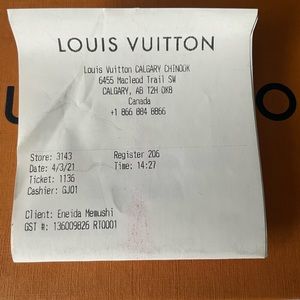 LOUIS VUITTON
Louis Vuitton CALGARY CHINOOK
6455 Macleod Trail SW
CALGARY, AB T2H 0K8
Canada
+1 866 884 8866
Store: 3143 Register 206
Date: 4/3/21 Time: 14:27
Ticket: 1136
Cashier: GJ01
Client: Eneida Memushi
GST #: 136009826 RT0001